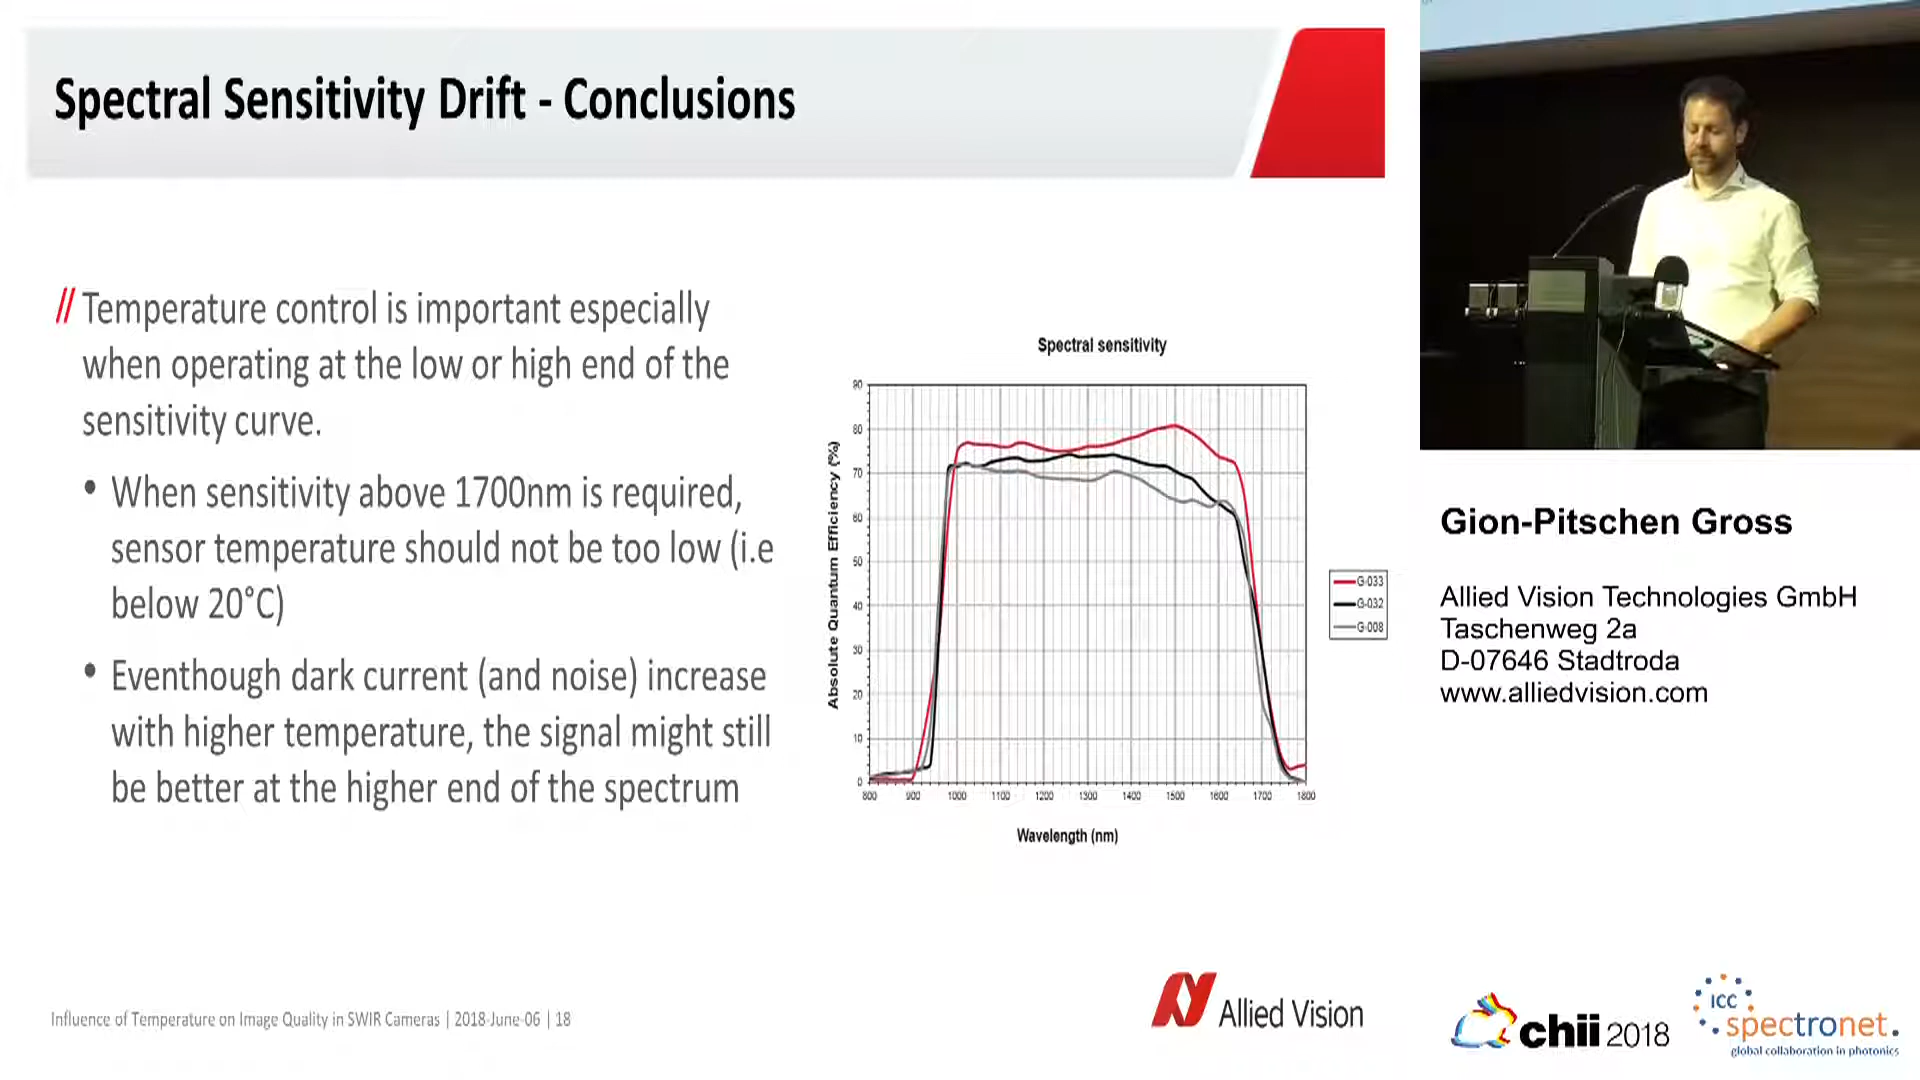 Spectral Sensitivity Drift - Conclusions
// Temperature control is important especially
when operating at the low or high end of the
sensitivity curve.
• When sensitivity above 1700nm is required,
sensor temperature should not be too low (i.e
below 20°C)
• Eventhough dark current (and noise) increase
with higher temperature, the signal might still
be better at the higher end of the spectrum
Spectral sensitivity
Absolute Quantum Efficiency (%)
90
80
70
60
50
40
30
20
10
0
800 900 1000 1100 1200 1300 1400 1500 1600 1700 1800
Wavelength (nm)
G-033
G-032
G-008
Influence of Temperature on Image Quality in SWIR Cameras | 2018-June-06 | 18
Allied Vision
Gion-Pitschen Gross
Allied Vision Technologies GmbH
Taschenweg 2a
D-07646 Stadtroda
www.alliedvision.com
chii 2018
ICC
spectronet.
global collaboration in photonics